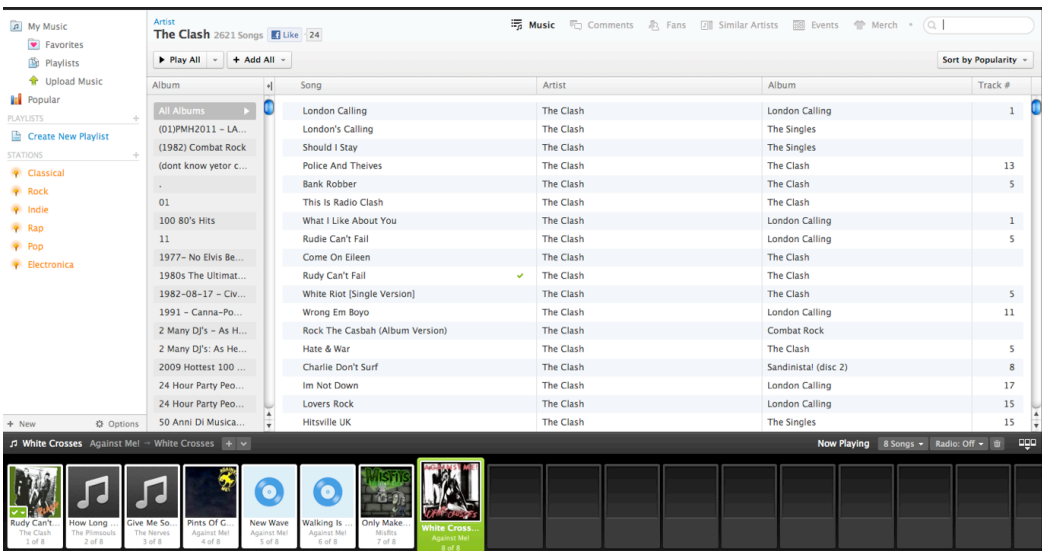 My Music
Favorites
Playlists
Upload Music
Popular
PLAYLISTS +
Create New Playlist
STATIONS +
Classical
Rock
Indie
Rap
Pop
Electronica
+ New Options
Artist
The Clash 2621 Songs Like 24
Music Comments Fans Similar Artists Events Merch
Play All + Add All Sort by Popularity
Album Song Artist Album Track #
All Albums London Calling The Clash London Calling 1
(01)PMH2011 - LA... London's Calling The Clash The Singles
(1982) Combat Rock Should I Stay The Clash The Singles
(dont know yetor c... Police And Theives The Clash The Clash 13
. Bank Robber The Clash The Clash 5
01 This Is Radio Clash The Clash The Clash
100 80's Hits What I Like About You The Clash London Calling 1
11 Rudie Can't Fail The Clash London Calling 5
1977- No Elvis Be... Come On Eileen The Clash The Clash
1980s The Ultimat... Rudy Can't Fail The Clash The Clash
1982-08-17 - Civ... White Riot [Single Version] The Clash The Clash 5
1991 - Canna-Po... Wrong Em Boyo The Clash London Calling 11
2 Many DJ's - As H... Rock The Casbah (Album Version) The Clash Combat Rock
2 Many DJ's: As He... Hate & War The Clash The Clash 5
2009 Hottest 100 ... Charlie Don't Surf The Clash Sandinista! (disc 2) 8
24 Hour Party Peo... Im Not Down The Clash London Calling 17
24 Hour Party Peo... Lovers Rock The Clash London Calling 15
50 Anni Di Musica... Hitsville UK The Clash The Singles 15
White Crosses Against Me! - White Crosses + Now Playing 8 Songs Radio: Off
MISFITS AGAINST ME!
Rudy Can't... How Long ... Give Me So... Pints Of G... New Wave Walking Is ... Only Make... White Cross...
The Clash The Plimsouls The Nerves Against Me! Against Me! Against Me! Misfits Against Me!
1 of 8 2 of 8 3 of 8 4 of 8 5 of 8 6 of 8 7 of 8 8 of 8